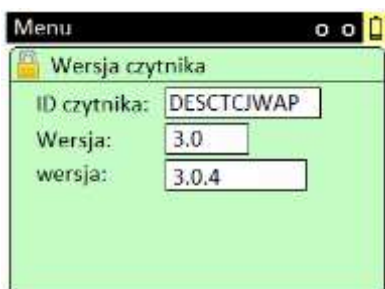 Menu
Wersja czytnika
ID czytnika: DESCTCJWAP
Wersja: 3.0
wersja: 3.0.4